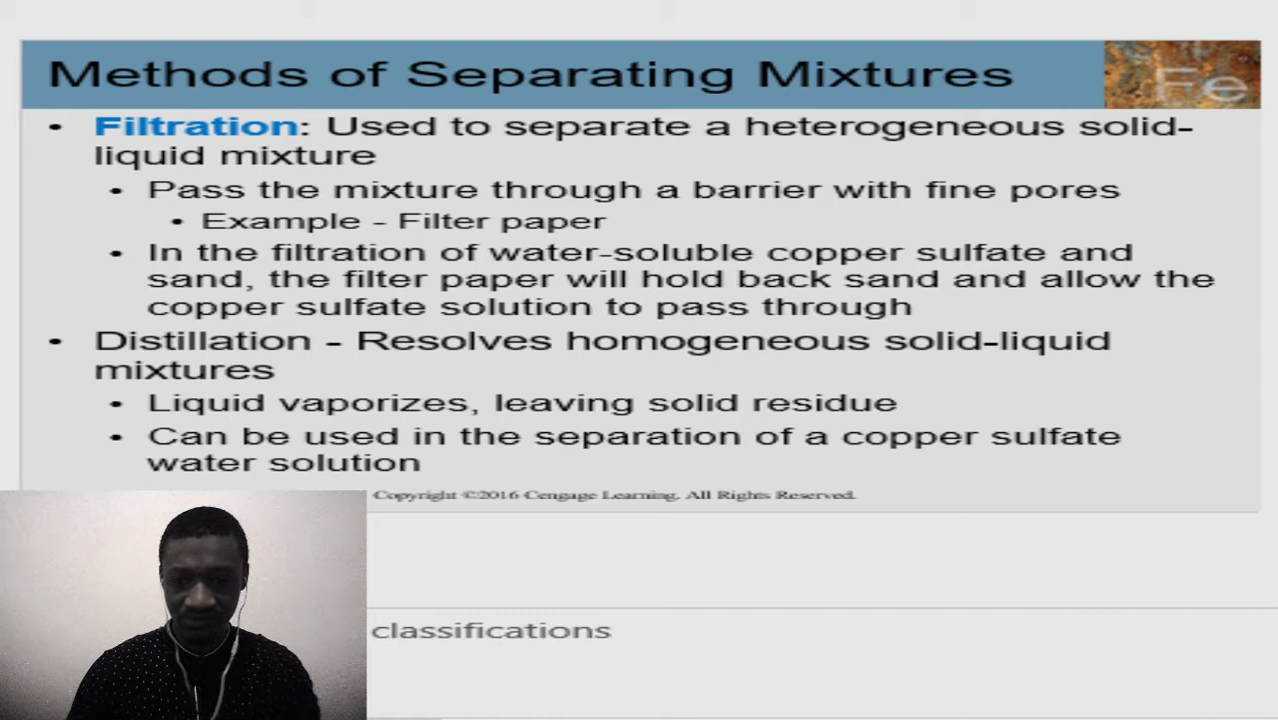 Methods of Separating Mixtures
Fe
• Filtration: Used to separate a heterogeneous solid-
liquid mixture
• Pass the mixture through a barrier with fine pores
• Example - Filter paper
• In the filtration of water-soluble copper sulfate and
sand, the filter paper will hold back sand and allow the
copper sulfate solution to pass through
• Distillation - Resolves homogeneous solid-liquid
mixtures
• Liquid vaporizes, leaving solid residue
• Can be used in the separation of a copper sulfate
water solution
Copyright ©2016 Cengage Learning. All Rights Reserved.
classifications